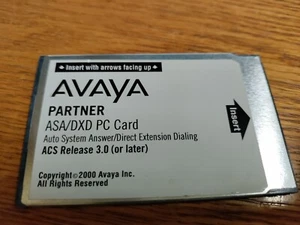 Insert with arrows facing up
AVAYA
PARTNER
ASA/DXD PC Card
Auto System Answer/Direct Extension Dialing
ACS Release 3.0 (or later)
Insert
Copyright©2000 Avaya Inc.
All Rights Reserved